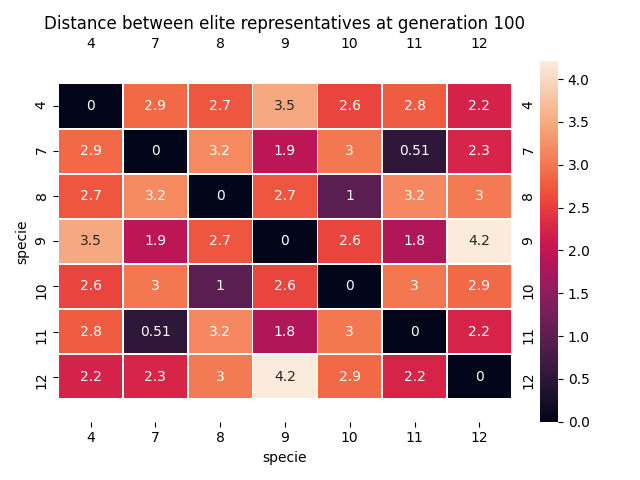 Distance between elite representatives at generation 100
4 7 8 9 10 11 12
4 0 2.9 2.7 3.5 2.6 2.8 2.2 4
7 2.9 0 3.2 1.9 3 0.51 2.3 7
8 2.7 3.2 0 2.7 1 3.2 3 8
9 3.5 1.9 2.7 0 2.6 1.8 4.2 9
10 2.6 3 1 2.6 0 3 2.9 10
11 2.8 0.51 3.2 1.8 3 0 2.2 11
12 2.2 2.3 3 4.2 2.9 2.2 0 12
4 7 8 9 10 11 12
specie
specie
4.0
3.5
3.0
2.5
2.0
1.5
1.0
0.5
0.0